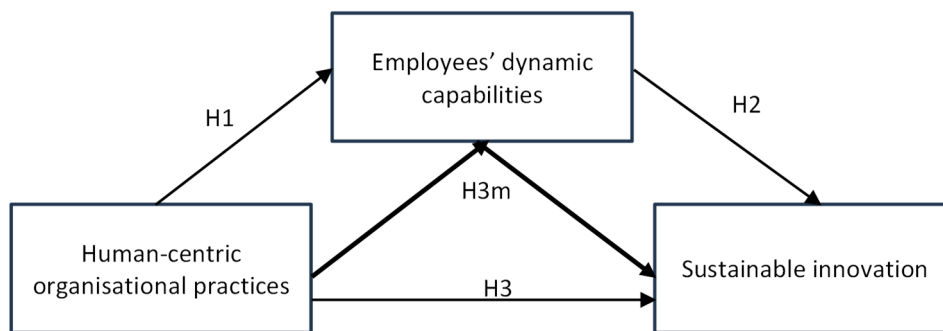 Employees’ dynamic
capabilities
H1
H2
H3m
Human-centric
organisational practices
Sustainable innovation
H3